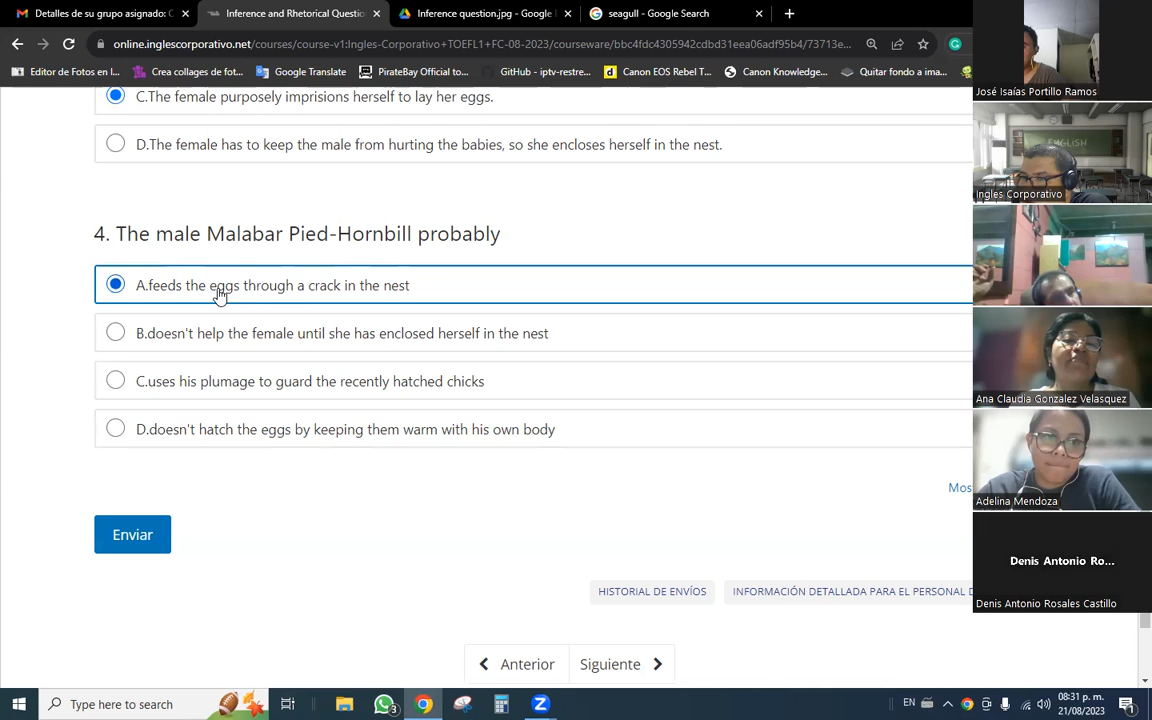 Detalles de su grupo asignado: C
Inference and Rhetorical Questio
Inference question.jpg - Google
seagull - Google Search
online.inglescorporativo.net/courses/course-v1:Ingles-Corporativo+TOEFL1+FC-08-2023/courseware/bbc4fdc4305942cdbd31eea06adf95b4/73713e...
Editor de Fotos en l...
Crea collages de fot...
Google Translate
PirateBay Official to...
GitHub - iptv-restre...
Canon EOS Rebel T...
Canon Knowledge...
Quitar fondo a ima...
C.The female purposely imprisions herself to lay her eggs.
D.The female has to keep the male from hurting the babies, so she encloses herself in the nest.
4. The male Malabar Pied-Hornbill probably
A.feeds the eggs through a crack in the nest
B.doesn't help the female until she has enclosed herself in the nest
C.uses his plumage to guard the recently hatched chicks
D.doesn't hatch the eggs by keeping them warm with his own body
Mos
Enviar
HISTORIAL DE ENVÍOS
INFORMACIÓN DETALLADA PARA EL PERSONAL D
Anterior
Siguiente
José Isaías Portillo Ramos
ENGLISH
Ingles Corporativo
Ana Claudia Gonzalez Velasquez
Adelina Mendoza
Denis Antonio Ro...
Denis Antonio Rosales Castillo
Type here to search
3
EN
08:31 p. m.
21/08/2023
1